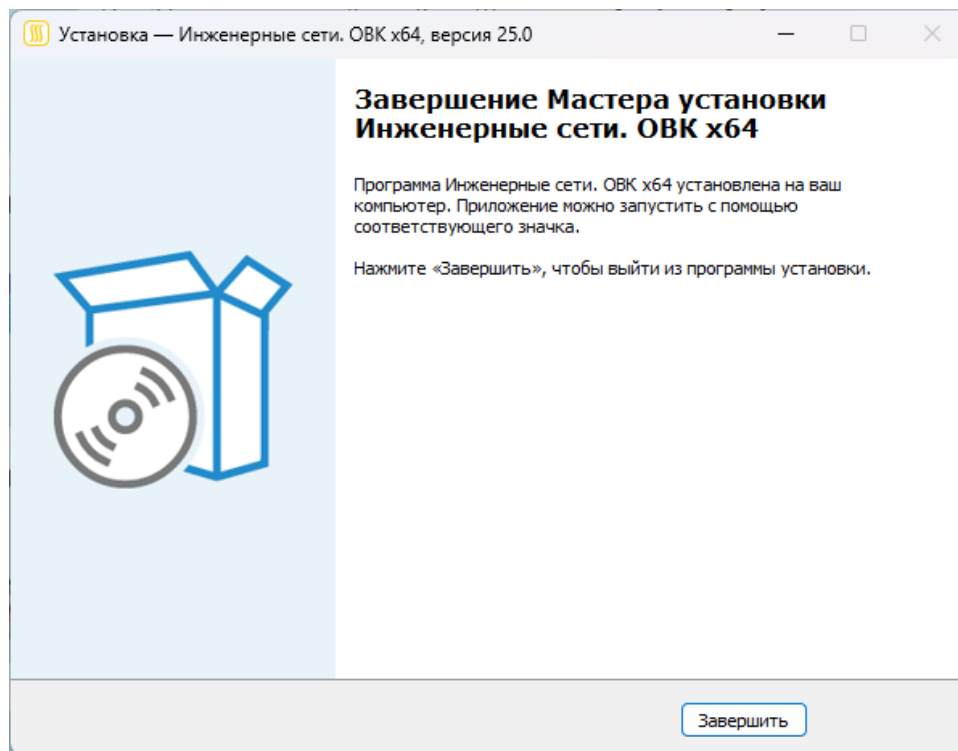 Установка — Инженерные сети. ОВК x64, версия 25.0
Завершение Мастера установки
Инженерные сети. ОВК x64
Программа Инженерные сети. ОВК x64 установлена на ваш
компьютер. Приложение можно запустить с помощью
соответствующего значка.
Нажмите «Завершить», чтобы выйти из программы установки.
Завершить